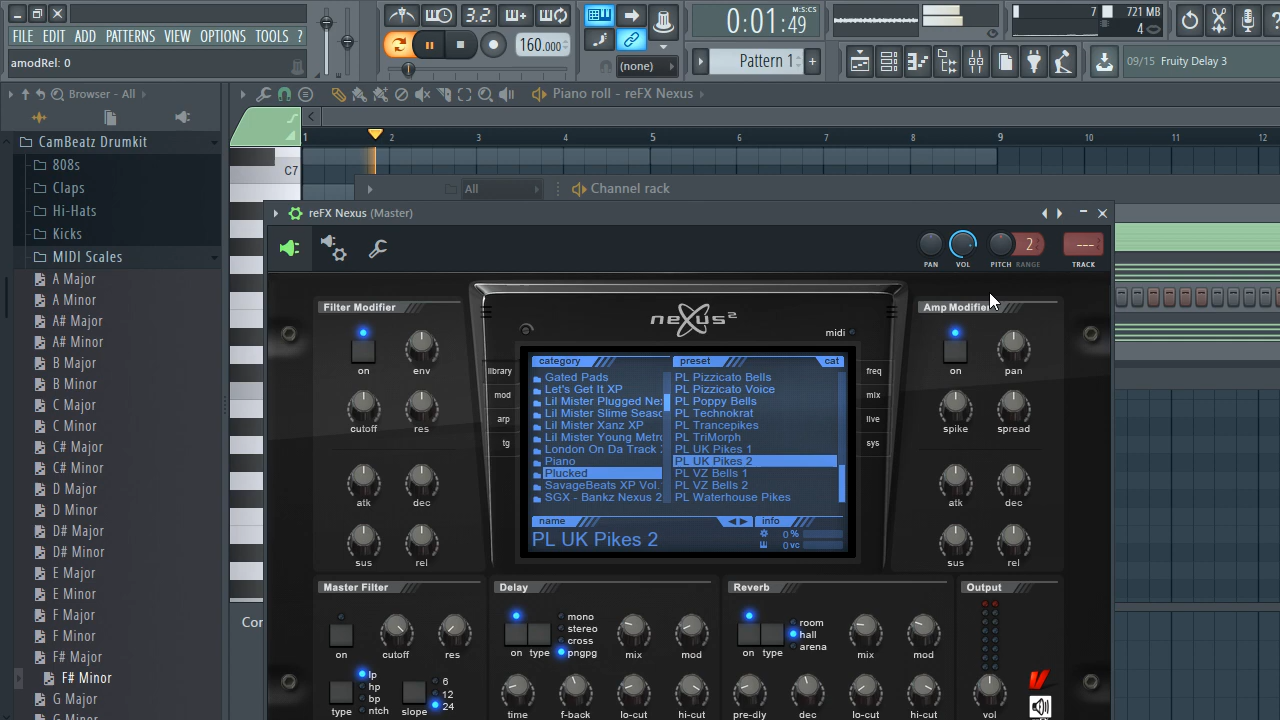 FILE EDIT ADD PATTERNS VIEW OPTIONS TOOLS ?
amodRel: 0
3.2.
160.000
(none)
0:01:49
M:S:CS
Pattern 1
+
7
721 MB
4
?
09/15 Fruity Delay 3
Browser - All
CamBeatz Drumkit
808s
Claps
Hi-Hats
Kicks
MIDI Scales
A Major
A Minor
A# Major
A# Minor
B Major
B Minor
C Major
C Minor
C# Major
C# Minor
D Major
D Minor
D# Major
D# Minor
E Major
E Minor
F Major
F Minor
F# Major
F# Minor
G Major
G Minor
Piano roll - reFX Nexus
1 2 3 4 5 6 7 8 9 10 11 12
C7
All
Channel rack
reFX Nexus (Master)
PAN
VOL
PITCH
RANGE
2
---
TRACK
Filter Modifier
on
env
cutoff
res
atk
dec
sus
rel
nexus²
midi
library
mod
arp
tg
freq
mix
live
sys
category
preset
cat
Gated Pads
Let's Get It XP
Lil Mister Plugged Nex
Lil Mister Slime Seaso
Lil Mister Xanz XP
Lil Mister Young Metro
London On Da Track
Piano
Plucked
SavageBeats XP Vol.
SGX - Bankz Nexus 2
PL Pizzicato Bells
PL Pizzicato Voice
PL Poppy Bells
PL Technokrat
PL Trancepikes
PL TriMorph
PL UK Pikes 1
PL UK Pikes 2
PL VZ Bells 1
PL VZ Bells 2
PL Waterhouse Pikes
name
info
PL UK Pikes 2
0 %
0 vc
Amp Modifier
on
pan
spike
spread
atk
dec
sus
rel
Master Filter
on
cutoff
res
lp
hp
bp
ntch
type
slope
6
12
24
Delay
on
type
mono
stereo
cross
pngpg
mix
mod
time
f-back
lo-cut
hi-cut
Reverb
on
type
room
hall
arena
mix
mod
pre-dly
dec
lo-cut
hi-cut
Output
vol
Con